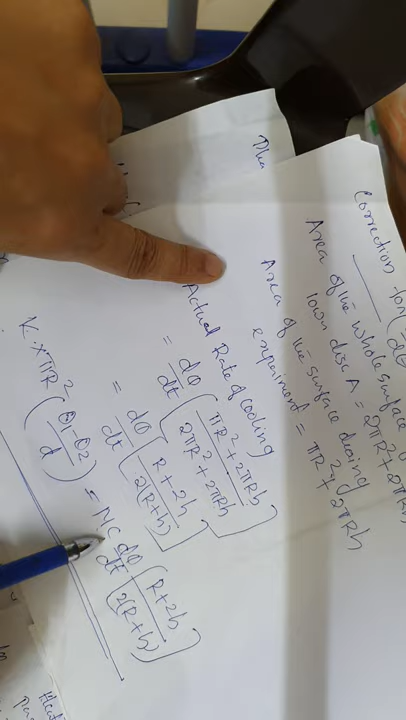 Correction for (dθ
Area of the whole surface
low disc A = 2πR²+2πRh
Area of the surface during
experiment = πR²+2πRh
Actual Rate of cooling
= dθ/dt (πR²+2πRh / 2πR²+2πRh)
= dθ/dt (R+2h / 2(R+h))
K.πR² (θ₁-θ₂ / d) = MC dθ/dt (R+2h / 2(R+h))